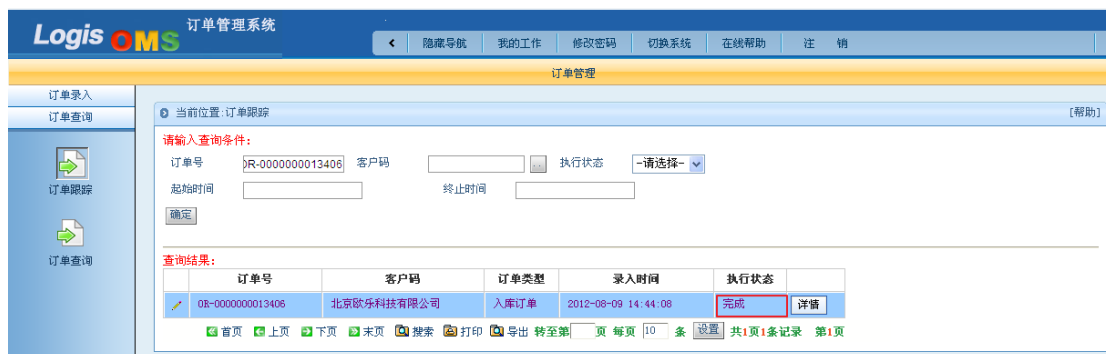 Logis OMS 订单管理系统
隐藏导航 我的工作 修改密码 切换系统 在线帮助 注 销
订单管理
订单录入
订单查询
订单跟踪
订单查询
当前位置:订单跟踪 [帮助]
请输入查询条件:
订单号 OR-0000000013406 客户码 .. 执行状态 -请选择-
起始时间 终止时间
确定
查询结果:
订单号 客户码 订单类型 录入时间 执行状态
OR-0000000013406 北京欧乐科技有限公司 入库订单 2012-08-09 14:44:08 完成 详情
首页 上页 下页 末页 搜索 打印 导出 转至第 页 每页 10 条 设置 共1页1条记录 第1页